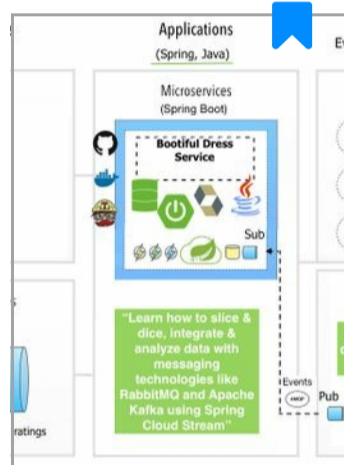 Applications
(Spring, Java)
Microservices
(Spring Boot)
Bootiful Dress
Service
Sub
"Learn how to slice &
dice, integrate &
analyze data with
messaging
technologies like
RabbitMQ and Apache
Kafka using Spring
Cloud Stream"
Events
Pub
ratings